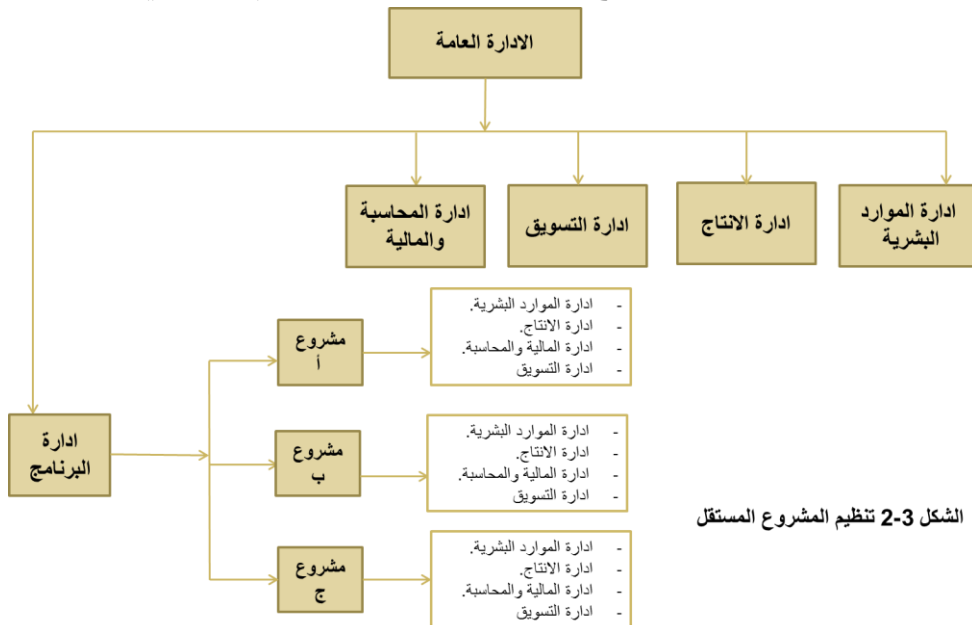 الادارة العامة
ادارة الموارد
البشرية
ادارة الانتاج
ادارة التسويق
ادارة المحاسبة
والمالية
ادارة
البرنامج
مشروع
أ
- ادارة الموارد البشرية.
- ادارة الانتاج.
- ادارة المالية والمحاسبة.
- ادارة التسويق
مشروع
ب
- ادارة الموارد البشرية.
- ادارة الانتاج.
- ادارة المالية والمحاسبة.
- ادارة التسويق
مشروع
ج
- ادارة الموارد البشرية.
- ادارة الانتاج.
- ادارة المالية والمحاسبة.
- ادارة التسويق
الشكل 3-2 تنظيم المشروع المستقل